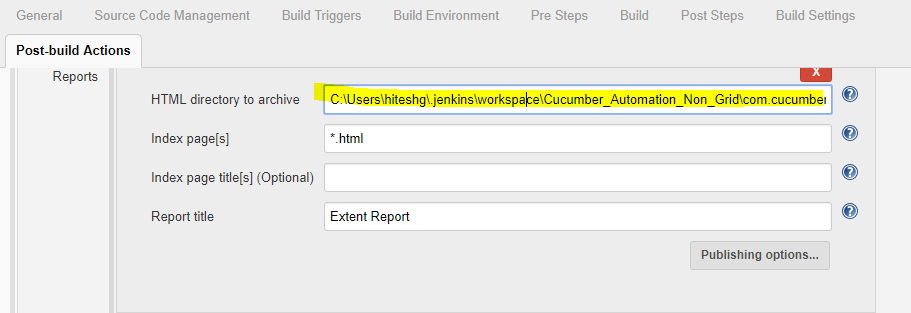 General Source Code Management Build Triggers Build Environment Pre Steps Build Post Steps Build Settings
Post-build Actions
Reports
X
HTML directory to archive C:\Users\hiteshg\.jenkins\workspace\Cucumber_Automation_Non_Grid\com.cucumber
Index page[s] *.html
Index page title[s] (Optional)
Report title Extent Report
Publishing options...